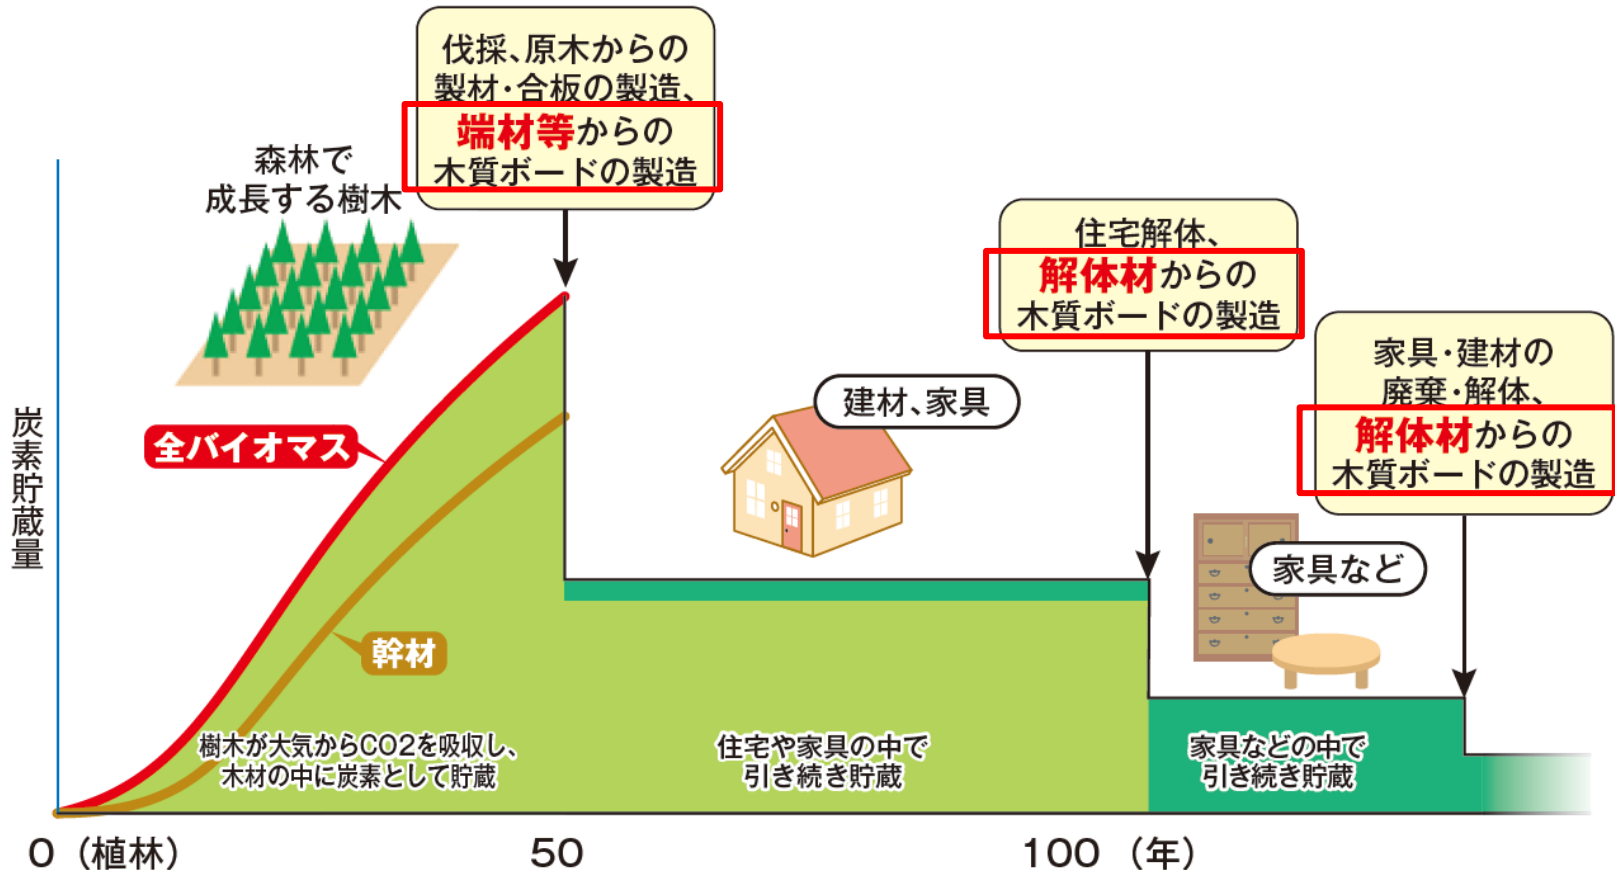 伐採、原木からの
製材・合板の製造、
端材等からの
木質ボードの製造
森林で
成長する樹木
住宅解体、
解体材からの
木質ボードの製造
家具・建材の
廃棄・解体、
解体材からの
木質ボードの製造
建材、家具
全バイオマス
炭素貯蔵量
家具など
幹材
樹木が大気からCO2を吸収し、
木材の中に炭素として貯蔵
住宅や家具の中で
引き続き貯蔵
家具などの中で
引き続き貯蔵
0（植林）
50
100（年）